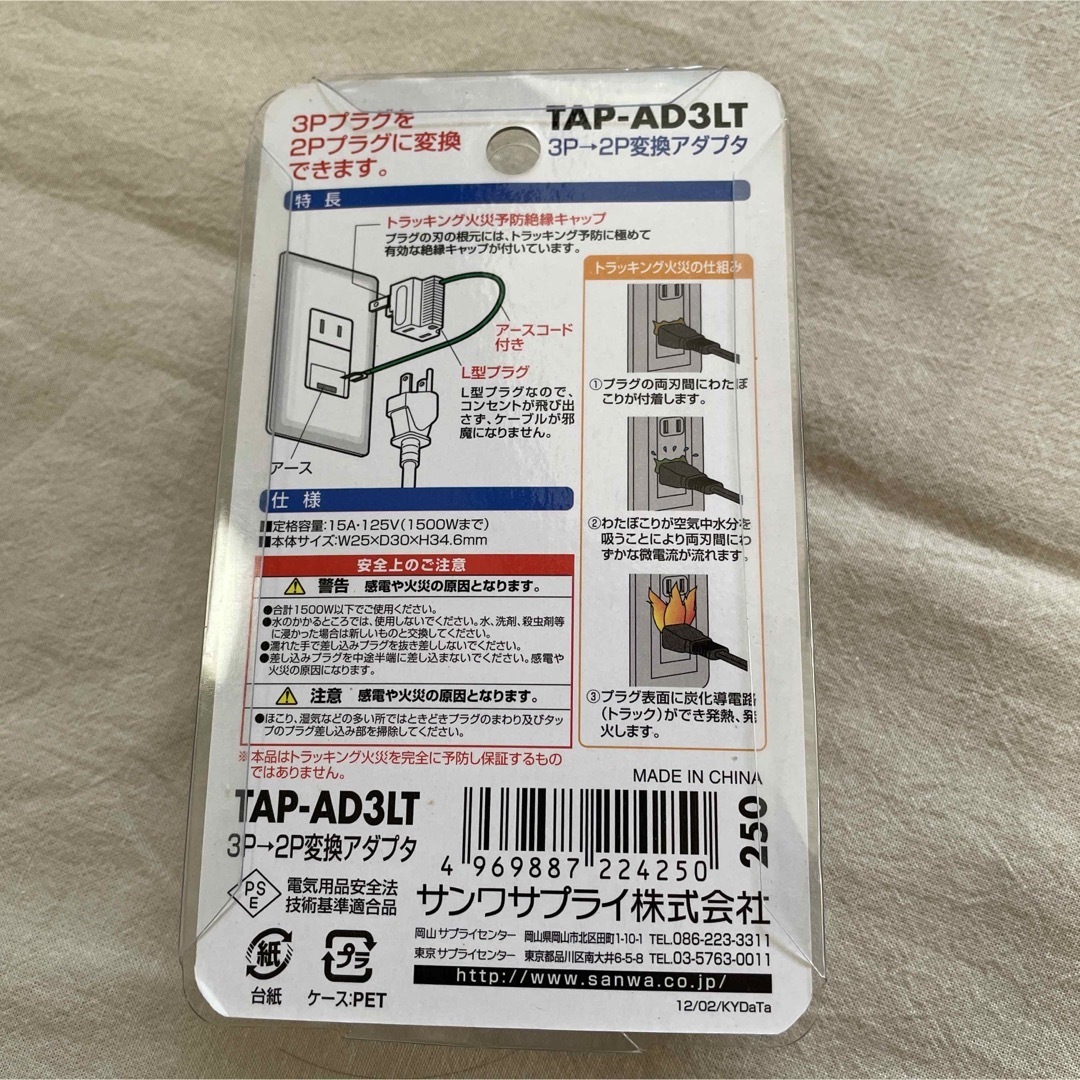 3Pプラグを
2Pプラグに変換
できます。
TAP-AD3LT
3P→2P変換アダプタ
特長
トラッキング火災予防絶縁キャップ
プラグの刃の根元には、トラッキング予防に極めて
有効な絶縁キャップが付いています。
アースコード
付き
L型プラグ
L型プラグなので、
コンセントが飛び出
さず、ケーブルが邪
魔になりません。
アース
トラッキング火災の仕組み
①プラグの両刃間にわたぼ
こりが付着します。
②わたぼこりが空気中水分を
吸うことにより両刃間にわ
ずかな微電流が流れます。
③プラグ表面に炭化導電路
(トラック)ができ発熱、発
火します。
仕様
■定格容量:15A・125V(1500Wまで)
■本体サイズ:W25×D30×H34.6mm
安全上のご注意
警告 感電や火災の原因となります。
●合計1500W以下でご使用ください。
●水のかかるところでは、使用しないでください。水、洗剤、殺虫剤等
に浸かった場合は新しいものと交換してください。
●濡れた手で差し込みプラグを抜き差ししないでください。
●差し込みプラグを中途半端に差し込まないでください。感電や
火災の原因になります。
注意 感電や火災の原因となります。
●ほこり、湿気などの多い所ではときどきプラグのまわり及びタッ
プのプラグ差し込み部を掃除してください。
※本品はトラッキング火災を完全に予防し保証するもの
ではありません。
MADE IN CHINA
TAP-AD3LT
3P→2P変換アダプタ
4 969887 224250
250
PS
E
電気用品安全法
技術基準適合品
サンワサプライ株式会社
岡山サプライセンター 岡山県岡山市北区田町1-10-1 TEL.086-223-3311
東京サプライセンター 東京都品川区南大井6-5-8 TEL.03-5763-0011
http://www.sanwa.co.jp/
紙
台紙
プラ
ケース:PET
12/02/KYDaTa